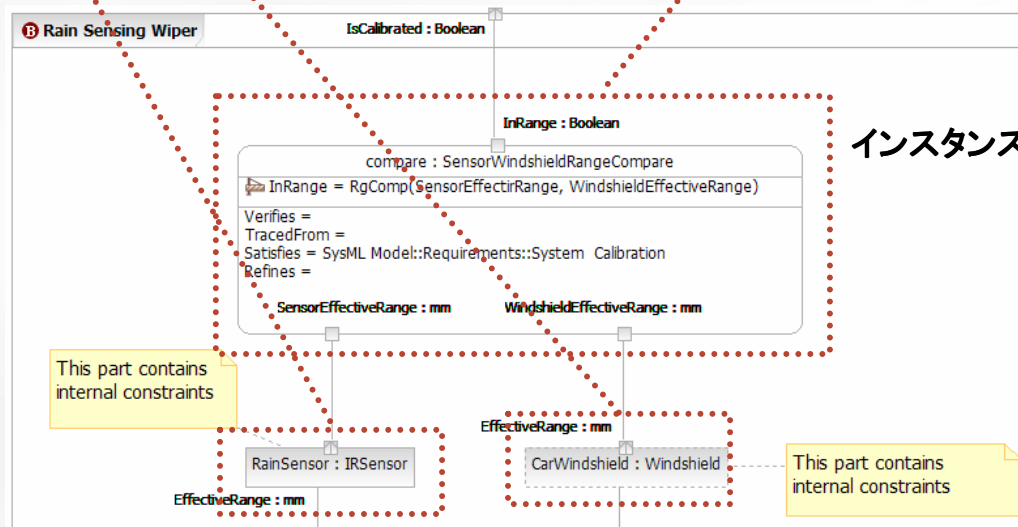 B Rain Sensing Wiper
IsCalibrated : Boolean
InRange : Boolean
インスタンス
compare : SensorWindshieldRangeCompare
InRange = RgComp(SensorEffectirRange, WindshieldEffectiveRange)
Verifies =
TracedFrom =
Satisfies = SysML Model::Requirements::System Calibration
Refines =
SensorEffectiveRange : mm
WindshieldEffectiveRange : mm
This part contains
internal constraints
EffectiveRange : mm
RainSensor : IRSensor
CarWindshield : Windshield
This part contains
internal constraints
EffectiveRange : mm